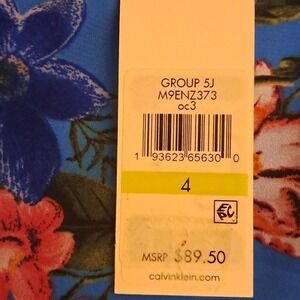 GROUP 5J
M9ENZ373
oc3
1 93623 65630 0
4
MSRP $89.50
calvinklein.com